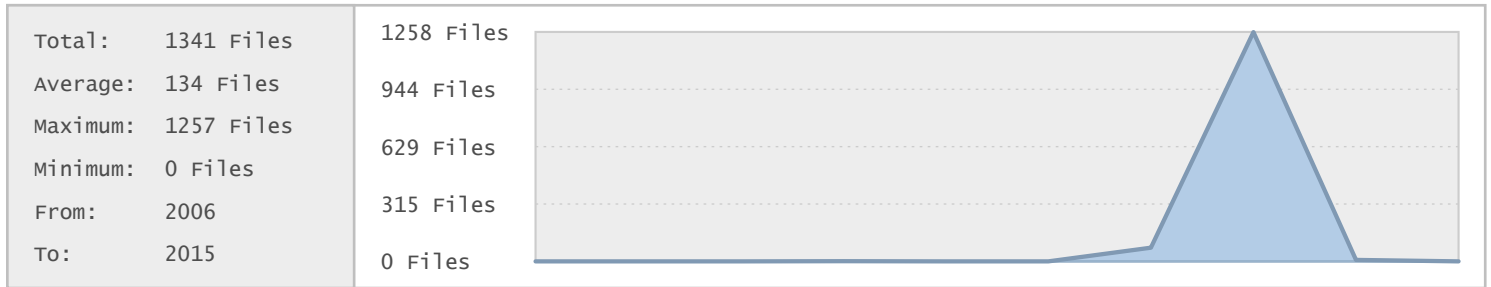 Total: 1341 Files
Average: 134 Files
Maximum: 1257 Files
Minimum: 0 Files
From: 2006
To: 2015
1258 Files
944 Files
629 Files
315 Files
0 Files